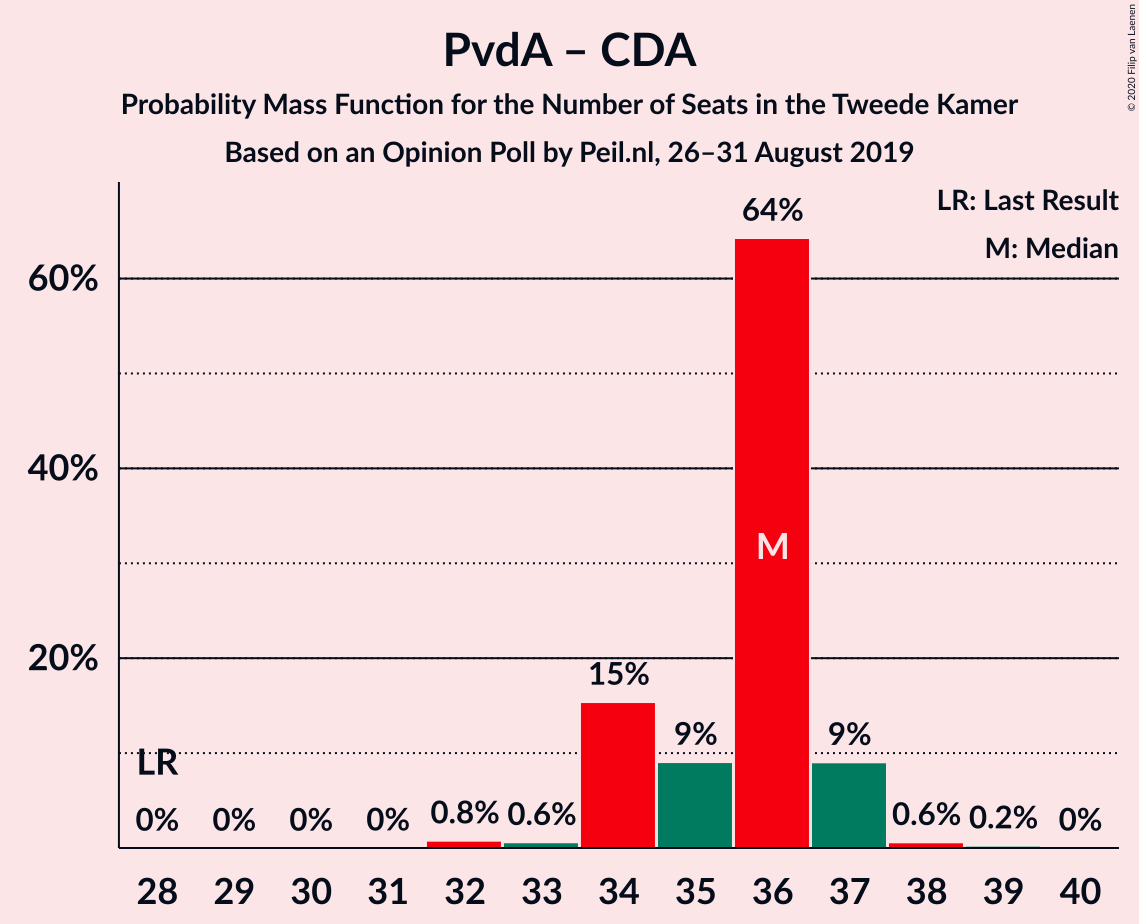 PvdA – CDA
Probability Mass Function for the Number of Seats in the Tweede Kamer
Based on an Opinion Poll by Peil.nl, 26–31 August 2019
© 2020 Filip van Laenen
LR: Last Result
M: Median
64%
60%
40%
M
20%
15%
9%
9%
LR
0%
0%
0%
0%
0.8%
0.6%
0.6%
0.2%
0%
28 29 30 31 32 33 34 35 36 37 38 39 40